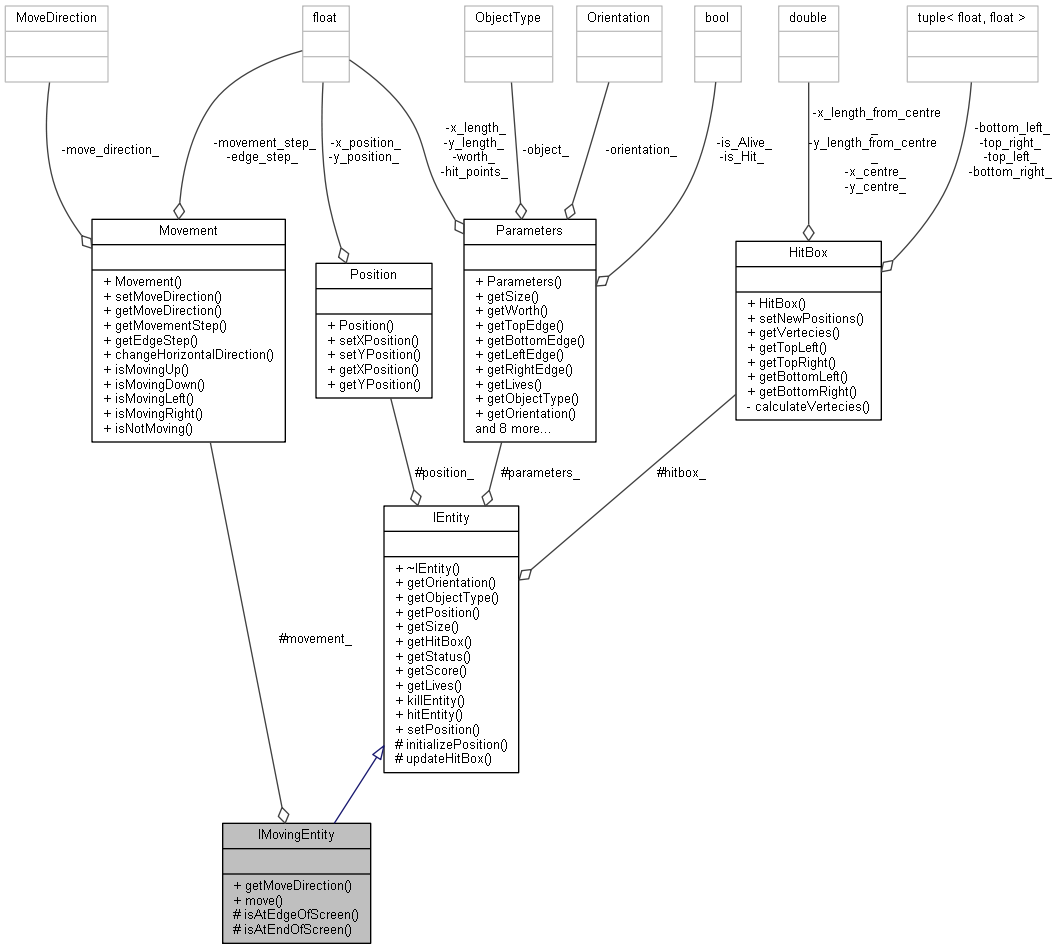 MoveDirection
float
ObjectType
Orientation
bool
double
tuple< float, float >
-move_direction_
-movement_step_
-edge_step_
-x_position_
-y_position_
-x_length_
-y_length_
-worth_
-hit_points_
-object_
-orientation_
-is_Alive_
-is_Hit_
-x_length_from_centre
_
-y_length_from_centre
_
-x_centre_
-y_centre_
-bottom_left_
-top_right_
-top_left_
-bottom_right_
Movement
+ Movement()
+ setMoveDirection()
+ getMoveDirection()
+ getMovementStep()
+ getEdgeStep()
+ changeHorizontalDirection()
+ isMovingUp()
+ isMovingDown()
+ isMovingLeft()
+ isMovingRight()
+ isNotMoving()
Position
+ Position()
+ setXPosition()
+ setYPosition()
+ getXPosition()
+ getYPosition()
Parameters
+ Parameters()
+ getSize()
+ getWorth()
+ getTopEdge()
+ getBottomEdge()
+ getLeftEdge()
+ getRightEdge()
+ getLives()
+ getObjectType()
+ getOrientation()
and 8 more...
HitBox
+ HitBox()
+ setNewPositions()
+ getVertecies()
+ getTopLeft()
+ getTopRight()
+ getBottomLeft()
+ getBottomRight()
- calculateVertecies()
#position_
#parameters_
#hitbox_
IEntity
+ ~IEntity()
+ getOrientation()
+ getObjectType()
+ getPosition()
+ getSize()
+ getHitBox()
+ getStatus()
+ getScore()
+ getLives()
+ killEntity()
+ hitEntity()
+ setPosition()
# initializePosition()
# updateHitBox()
#movement_
IMovingEntity
+ getMoveDirection()
+ move()
# isAtEdgeOfScreen()
# isAtEndOfScreen()